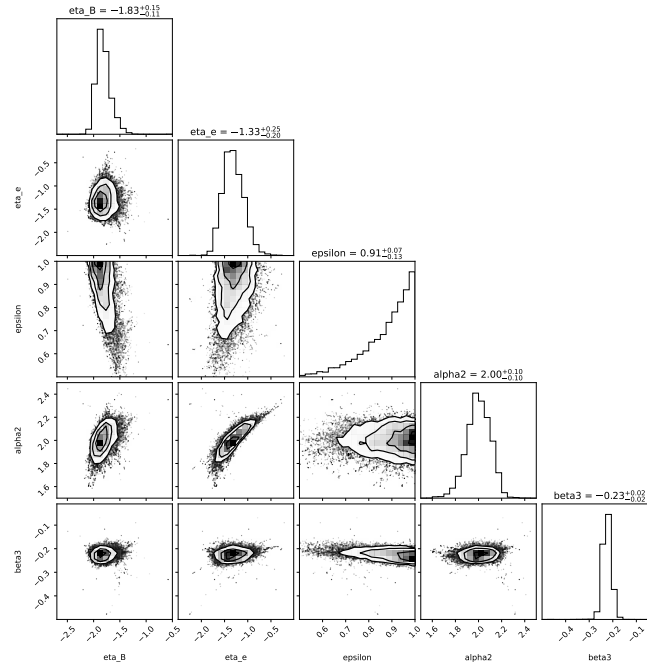 eta_B = −1.83+0.15−0.11
eta_e = −1.33+0.25−0.20
−0.5
−1.0
−1.5
−2.0
eta_e
epsilon = 0.91+0.07−0.13
1.0
0.9
0.8
0.7
0.6
epsilon
alpha2 = 2.00+0.10−0.10
2.4
2.2
2.0
1.8
1.6
alpha2
beta3 = −0.23+0.02−0.02
−0.1
−0.2
−0.3
−0.4
beta3
−2.5 −2.0 −1.5 −1.0 −0.5
−1.5 −1.0 −0.5
0.6 0.7 0.8 0.9 1.0
1.6 1.8 2.0 2.2 2.4
−0.4 −0.3 −0.2 −0.1
eta_B eta_e epsilon alpha2 beta3